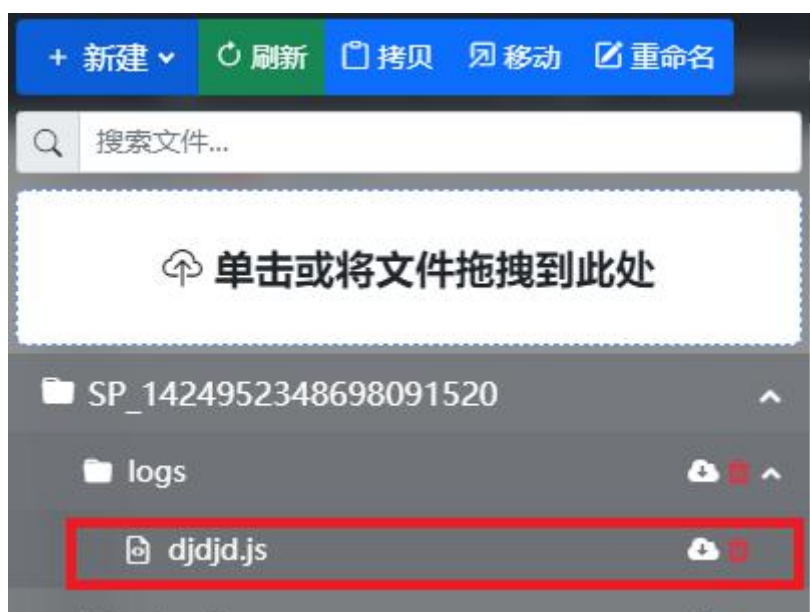 + 新建 刷新 拷贝 移动 重命名
搜索文件...
单击或将文件拖拽到此处
SP_1424952348698091520
logs
djdjd.js